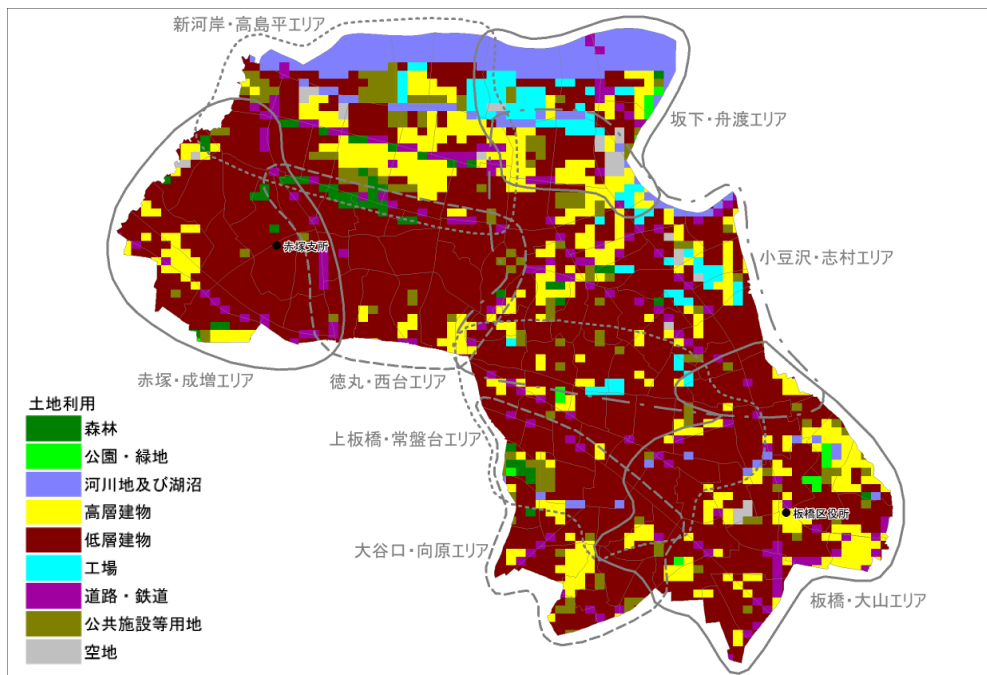 新河岸・高島平エリア
坂下・舟渡エリア
赤塚支所
小豆沢・志村エリア
赤塚・成増エリア
徳丸・西台エリア
土地利用
森林
公園・緑地
河川地及び湖沼
高層建物
低層建物
工場
道路・鉄道
公共施設等用地
空地
上板橋・常盤台エリア
板橋区役所
大谷口・向原エリア
板橋・大山エリア